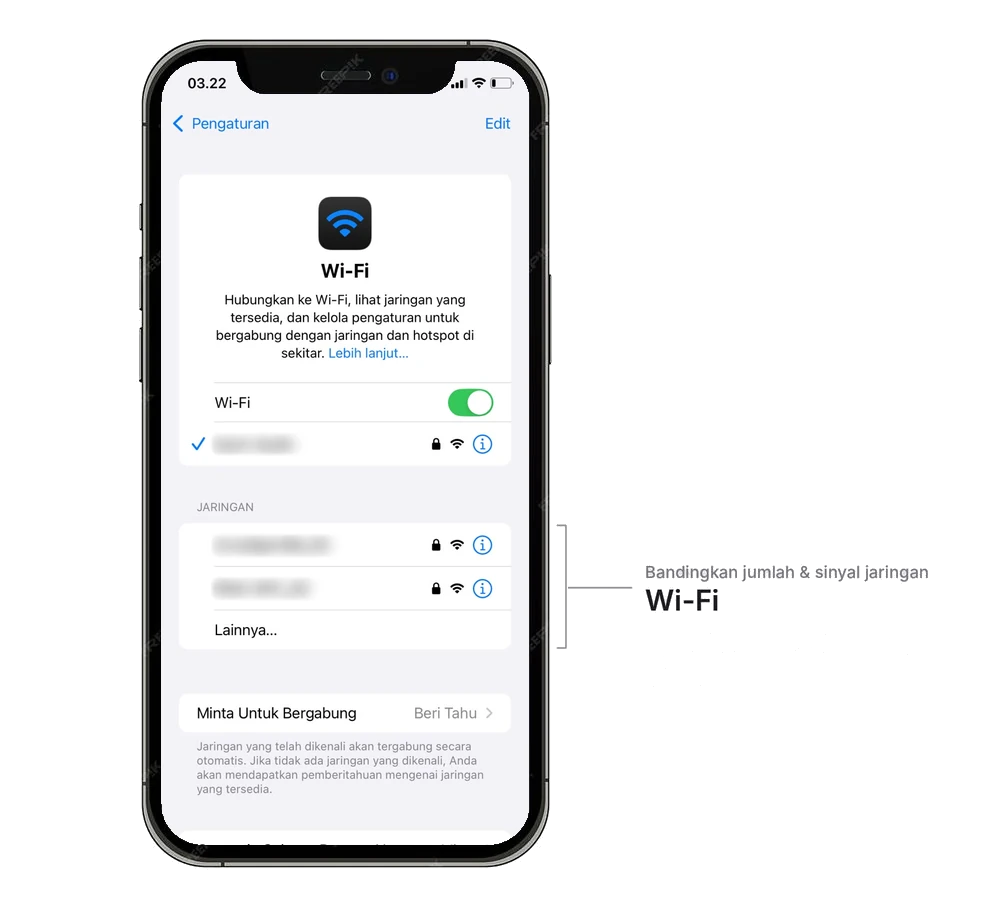 03.22
Pengaturan
Edit
Wi-Fi
Hubungkan ke Wi-Fi, lihat jaringan yang
tersedia, dan kelola pengaturan untuk
bergabung dengan jaringan dan hotspot di
sekitar. Lebih lanjut...
Wi-Fi
JARINGAN
Lainnya...
Bandingkan jumlah & sinyal jaringan
Wi-Fi
Minta Untuk Bergabung
Beri Tahu
Jaringan yang telah dikenali akan tergabung secara
otomatis. Jika tidak ada jaringan yang dikenali, Anda
akan mendapatkan pemberitahuan mengenai jaringan
yang tersedia.